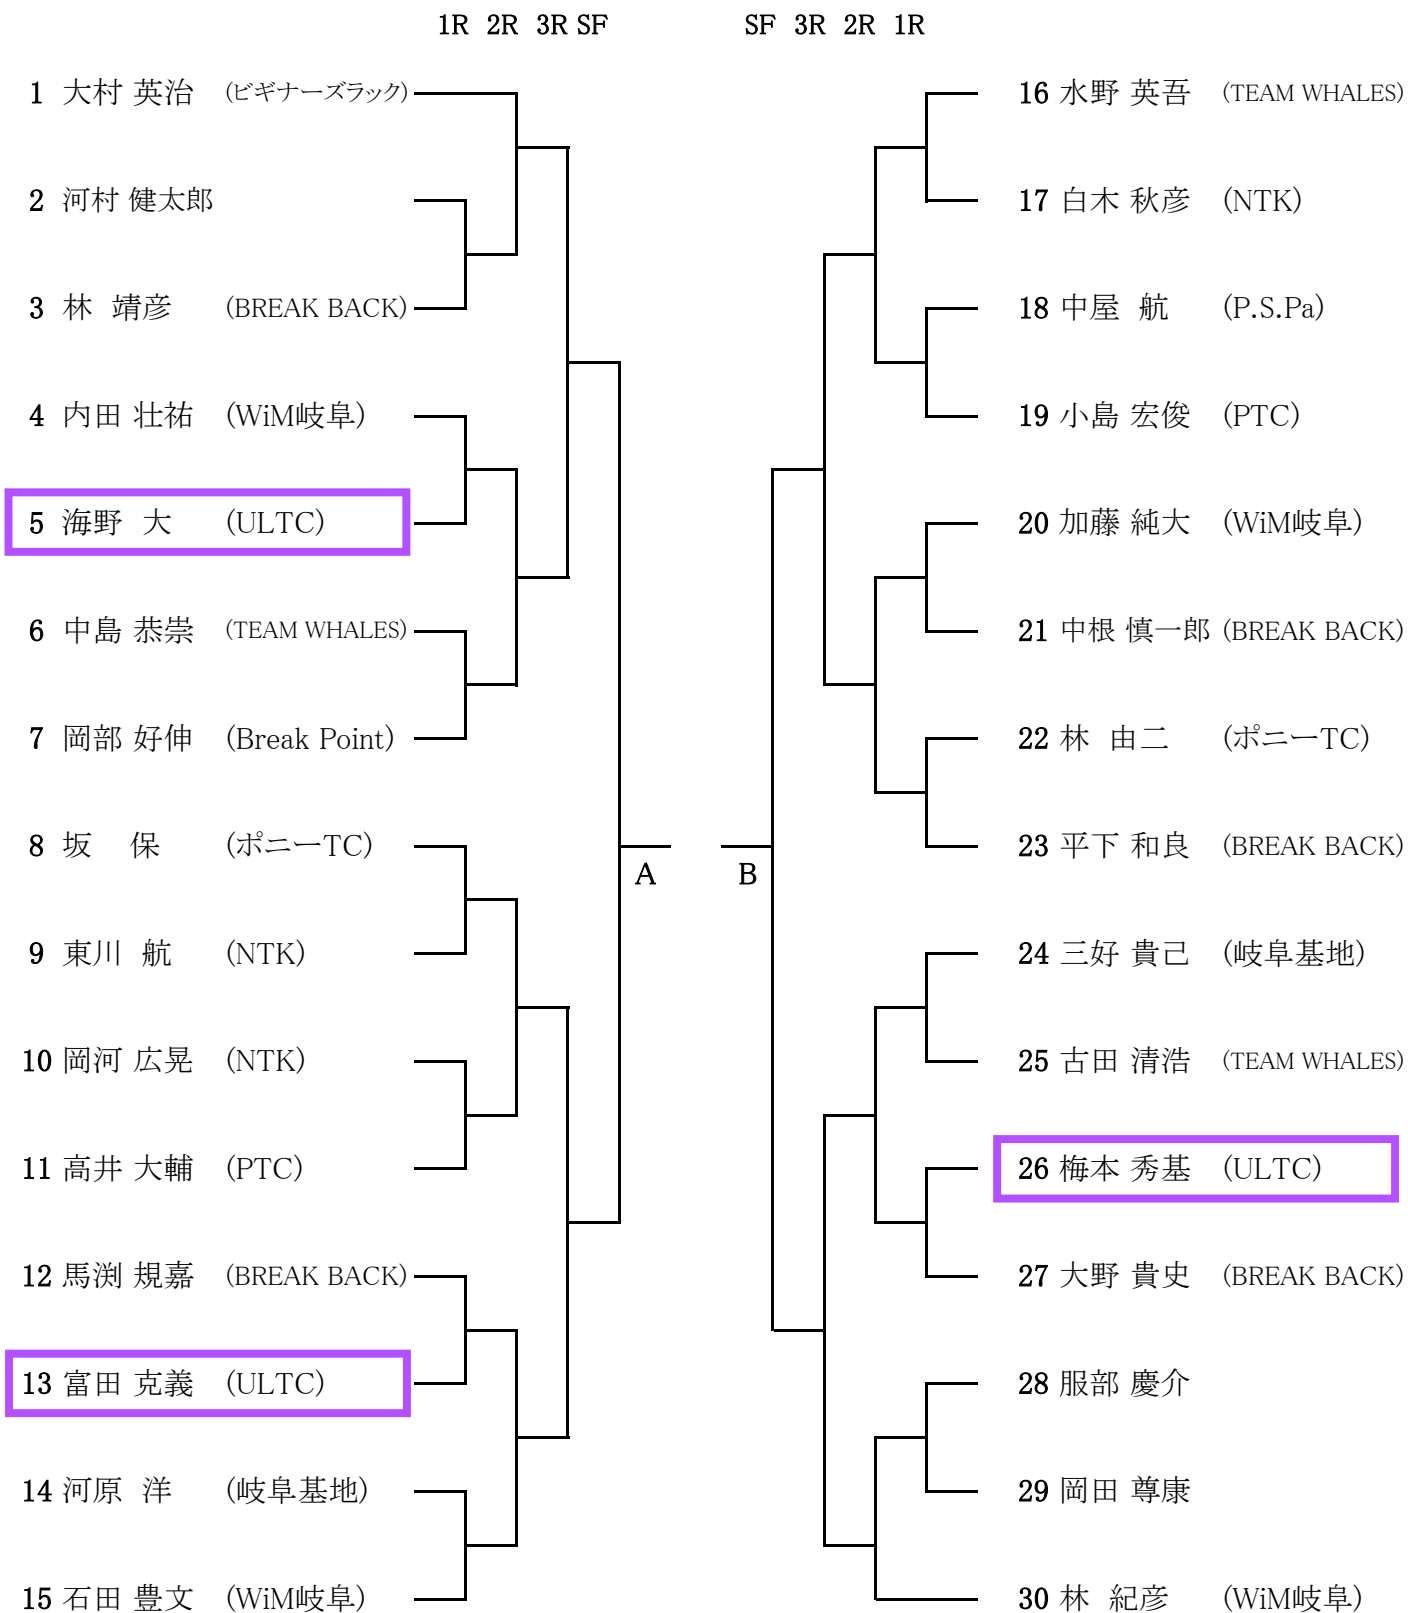 1R 2R 3R SF
SF 3R 2R 1R
1 大村 英治 (ビギナーズラック)
2 河村 健太郎
3 林 靖彦 (BREAK BACK)
4 内田 壮祐 (WiM岐阜)
5 海野 大 (ULTC)
6 中島 恭崇 (TEAM WHALES)
7 岡部 好伸 (Break Point)
8 坂 保 (ポニーTC)
9 東川 航 (NTK)
10 岡河 広晃 (NTK)
11 高井 大輔 (PTC)
12 馬渕 規嘉 (BREAK BACK)
13 富田 克義 (ULTC)
14 河原 洋 (岐阜基地)
15 石田 豊文 (WiM岐阜)
A
B
16 水野 英吾 (TEAM WHALES)
17 白木 秋彦 (NTK)
18 中屋 航 (P.S.Pa)
19 小島 宏俊 (PTC)
20 加藤 純大 (WiM岐阜)
21 中根 慎一郎 (BREAK BACK)
22 林 由二 (ポニーTC)
23 平下 和良 (BREAK BACK)
24 三好 貴己 (岐阜基地)
25 古田 清浩 (TEAM WHALES)
26 梅本 秀基 (ULTC)
27 大野 貴史 (BREAK BACK)
28 服部 慶介
29 岡田 尊康
30 林 紀彦 (WiM岐阜)